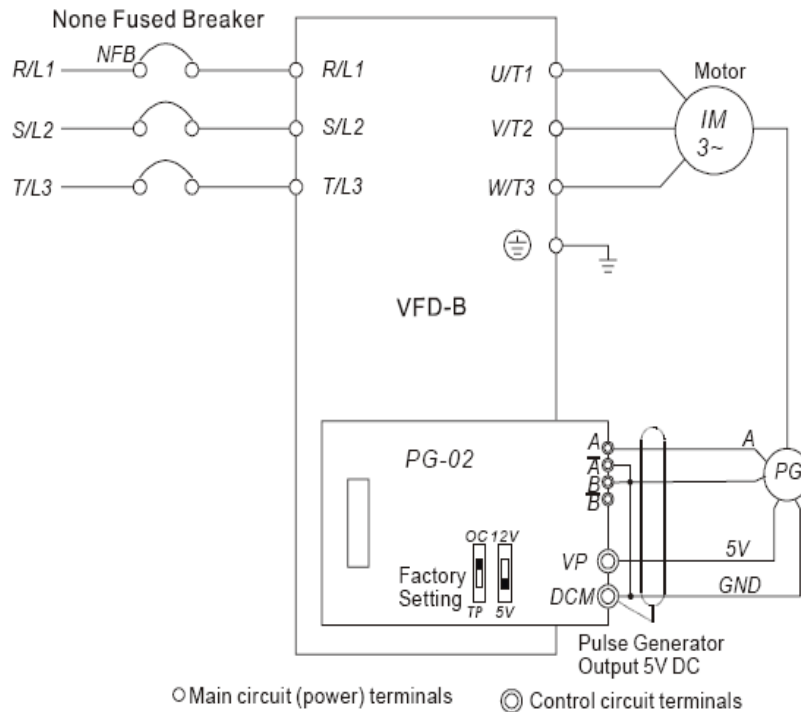 None Fused Breaker
NFB
R/L1
R/L1
U/T1
Motor
S/L2
S/L2
V/T2
IM
3~
T/L3
T/L3
W/T3
VFD-B
PG-02
A
A̅
B
B̅
A
PG
OC 12V
Factory
Setting
TP 5V
VP
5V
DCM
GND
Pulse Generator
Output 5V DC
Main circuit (power) terminals
Control circuit terminals